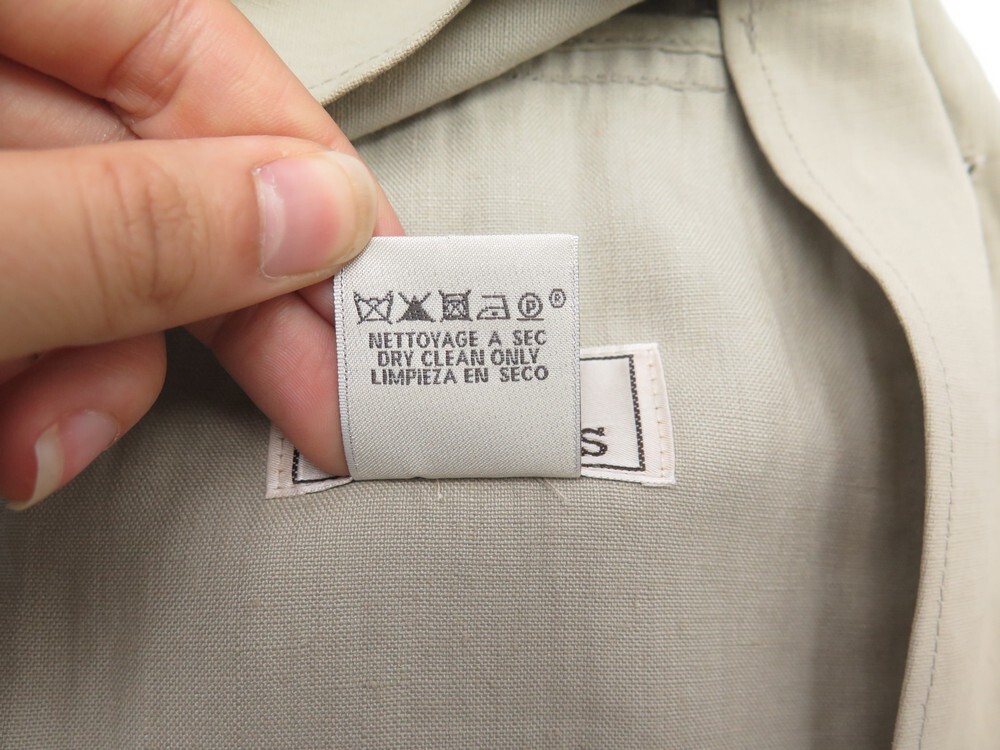 P ®
NETTOYAGE A SEC
DRY CLEAN ONLY
LIMPIEZA EN SECO
S